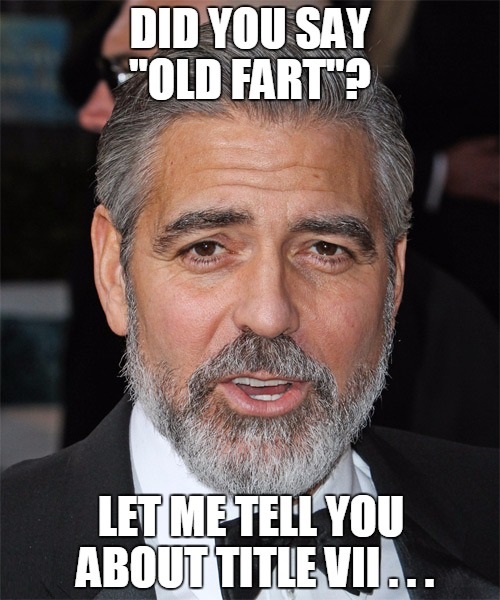 DID YOU SAY
"OLD FART"?
LET ME TELL YOU
ABOUT TITLE VII . . .